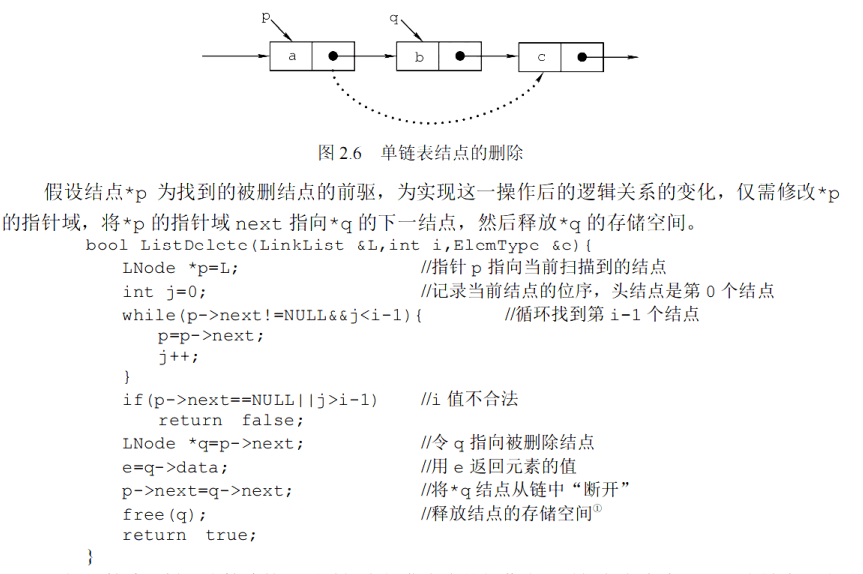 p
q
a
b
c
图 2.6 单链表结点的删除
假设结点*p 为找到的被删结点的前驱，为实现这一操作后的逻辑关系的变化，仅需修改*p
的指针域，将*p 的指针域 next 指向*q 的下一结点，然后释放*q 的存储空间。
bool ListDelete(LinkList &L,int i,ElemType &e){
LNode *p=L; //指针 p 指向当前扫描到的结点
int j=0; //记录当前结点的位序，头结点是第 0 个结点
while(p->next!=NULL&&j<i-1){ //循环找到第 i-1 个结点
p=p->next;
j++;
}
if(p->next==NULL||j>i-1) //i 值不合法
return false;
LNode *q=p->next; //令 q 指向被删除结点
e=q->data; //用 e 返回元素的值
p->next=q->next; //将*q 结点从链中“断开”
free(q); //释放结点的存储空间①
return true;
}